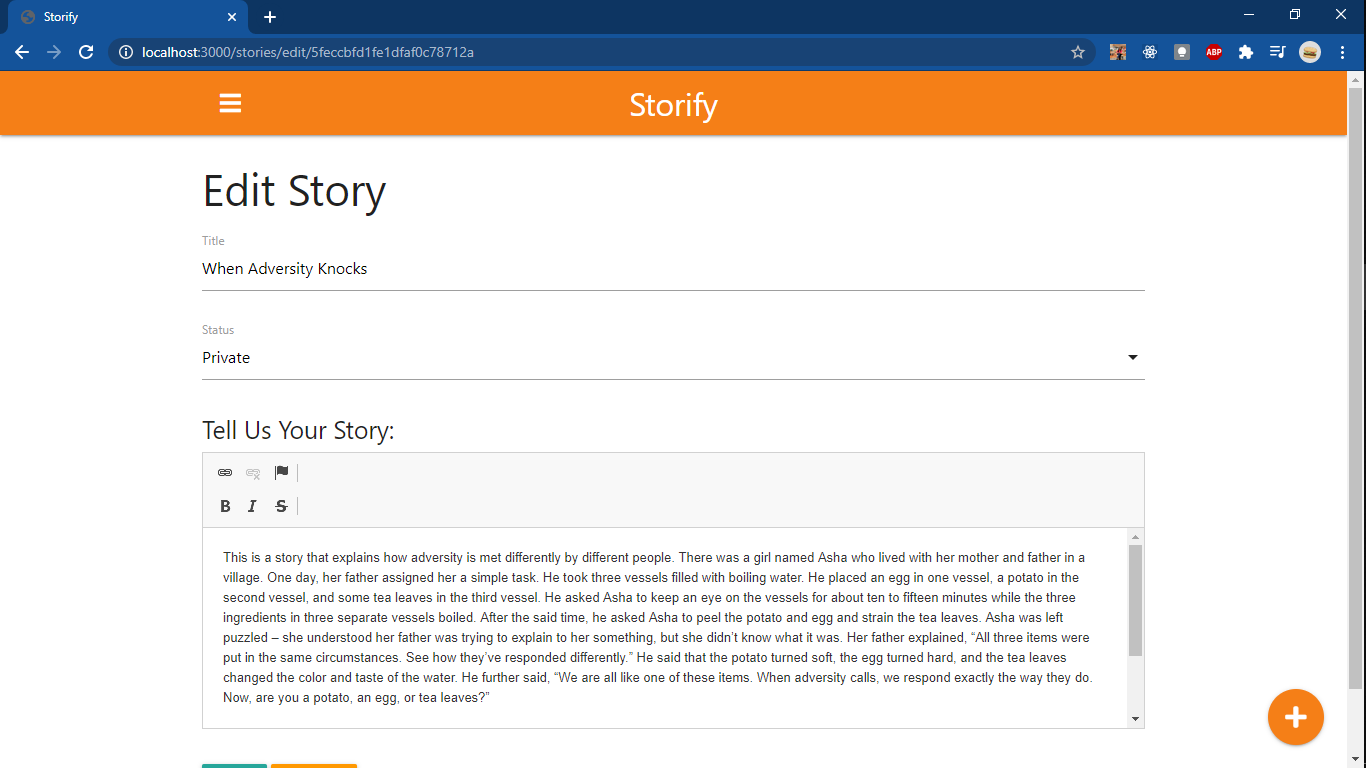 Storify
localhost:3000/stories/edit/5feccbfd1fe1dfaf0c78712a
ABP
Storify
Edit Story
Title
When Adversity Knocks
Status
Private
Tell Us Your Story:
B I S
This is a story that explains how adversity is met differently by different people. There was a girl named Asha who lived with her mother and father in a
village. One day, her father assigned her a simple task. He took three vessels filled with boiling water. He placed an egg in one vessel, a potato in the
second vessel, and some tea leaves in the third vessel. He asked Asha to keep an eye on the vessels for about ten to fifteen minutes while the three
ingredients in three separate vessels boiled. After the said time, he asked Asha to peel the potato and egg and strain the tea leaves. Asha was left
puzzled – she understood her father was trying to explain to her something, but she didn’t know what it was. Her father explained, “All three items were
put in the same circumstances. See how they’ve responded differently.” He said that the potato turned soft, the egg turned hard, and the tea leaves
changed the color and taste of the water. He further said, “We are all like one of these items. When adversity calls, we respond exactly the way they do.
Now, are you a potato, an egg, or tea leaves?”